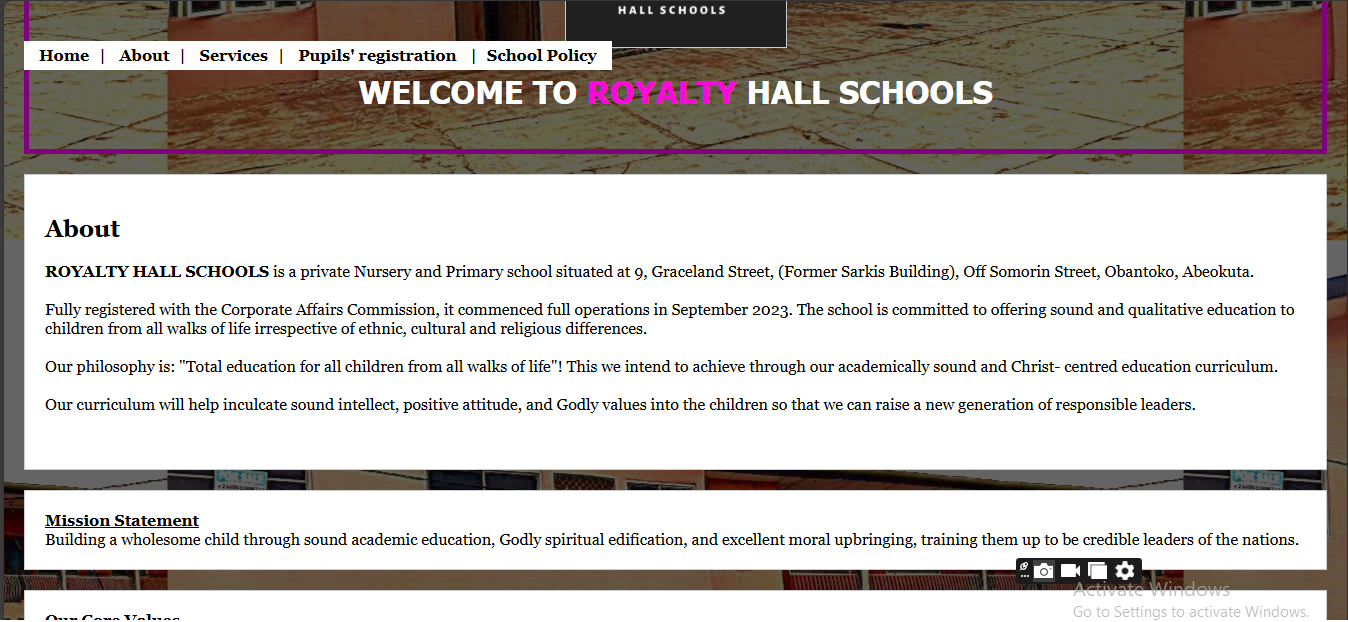 HALL SCHOOLS
Home | About | Services | Pupils' registration | School Policy
WELCOME TO ROYALTY HALL SCHOOLS
About
ROYALTY HALL SCHOOLS is a private Nursery and Primary school situated at 9, Graceland Street, (Former Sarkis Building), Off Somorin Street, Obantoko, Abeokuta.
Fully registered with the Corporate Affairs Commission, it commenced full operations in September 2023. The school is committed to offering sound and qualitative education to
children from all walks of life irrespective of ethnic, cultural and religious differences.
Our philosophy is: "Total education for all children from all walks of life"! This we intend to achieve through our academically sound and Christ- centred education curriculum.
Our curriculum will help inculcate sound intellect, positive attitude, and Godly values into the children so that we can raise a new generation of responsible leaders.
Mission Statement
Building a wholesome child through sound academic education, Godly spiritual edification, and excellent moral upbringing, training them up to be credible leaders of the nations.
Activate Windows
Go to Settings to activate Windows.
Our Core Values